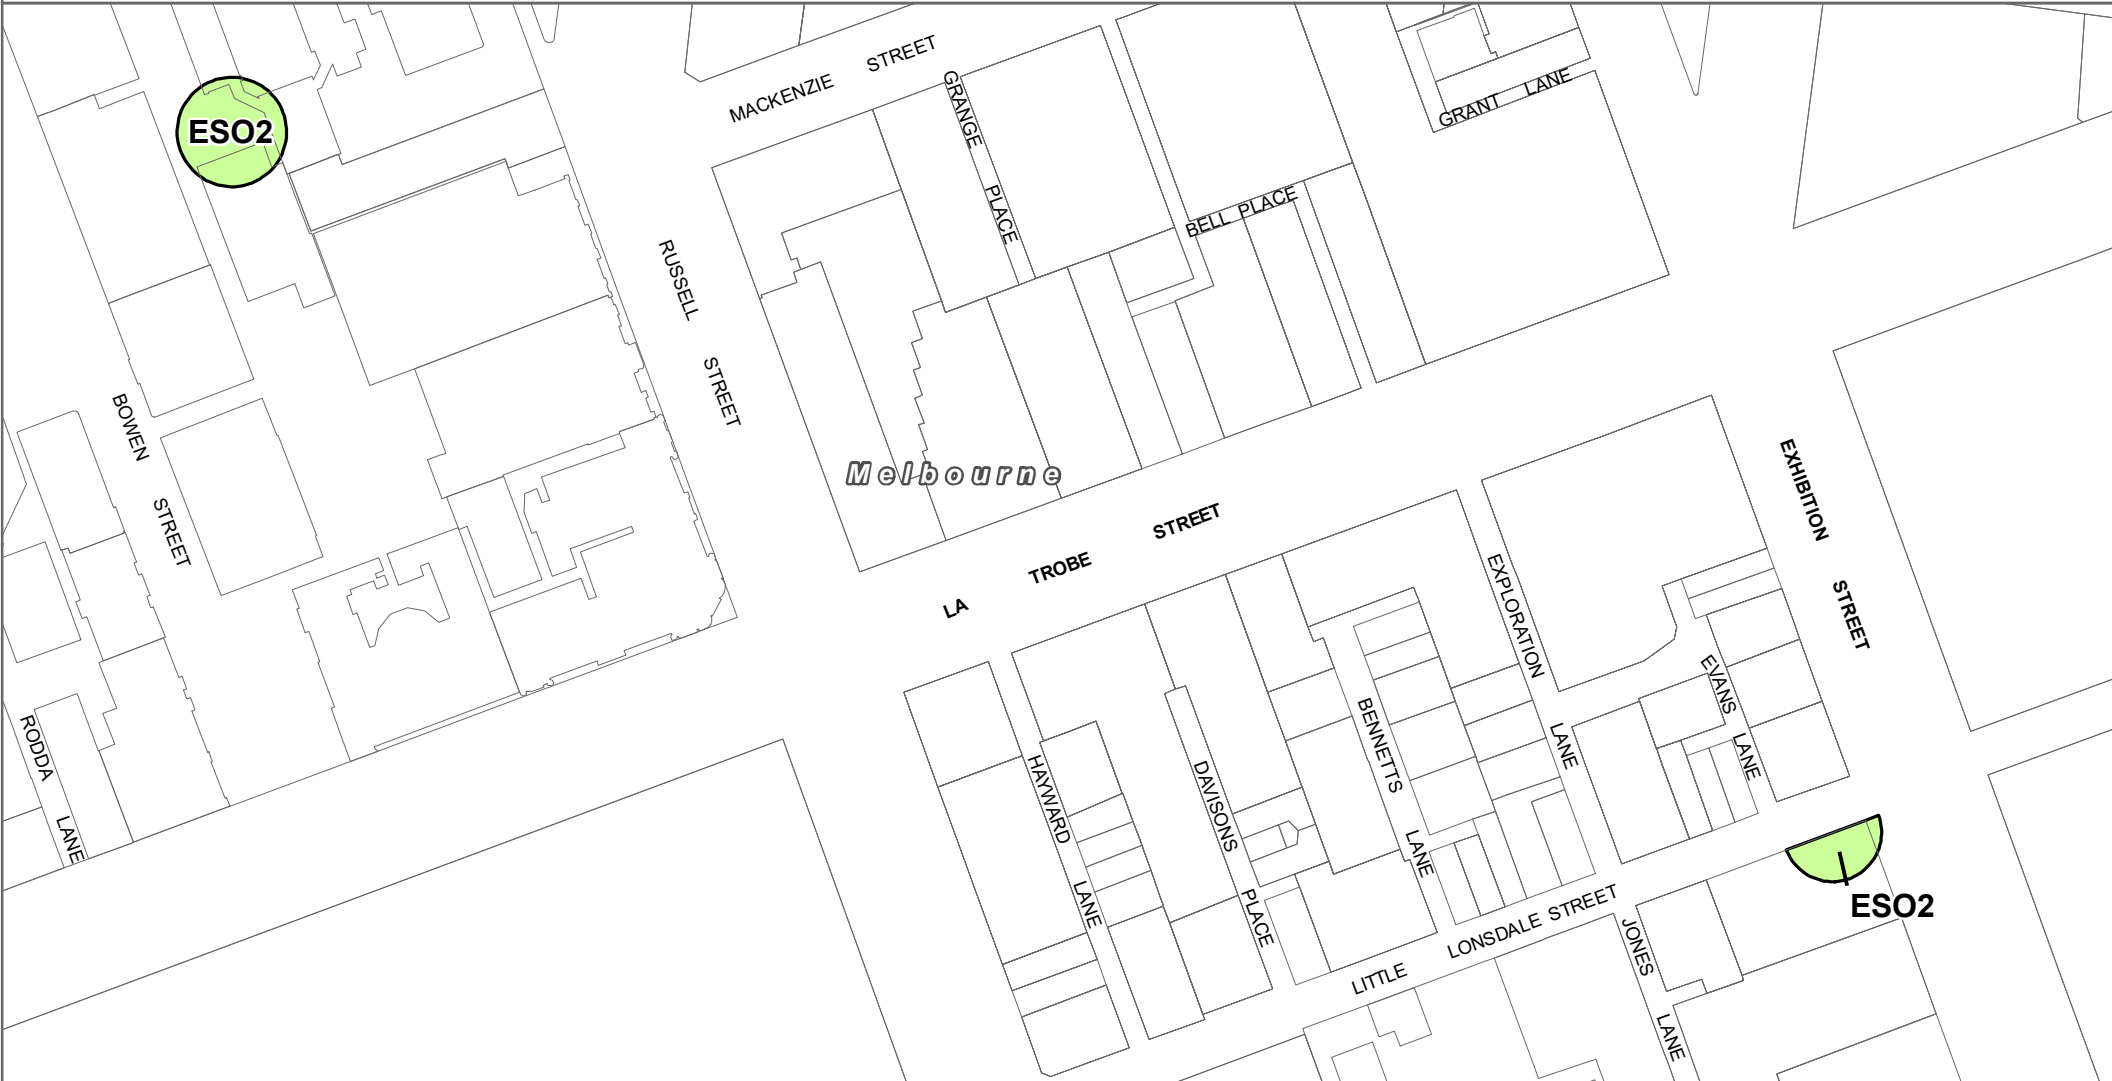 MACKENZIE STREET
GRANGE PLACE
GRANT LANE
ESO2
BELL PLACE
RUSSELL STREET
BOWEN STREET
Melbourne
EXHIBITION STREET
LA TROBE STREET
EXPLORATION LANE
EVANS LANE
BENNETTS LANE
RODDA LANE
HAYWARD LANE
DAVISONS PLACE
ESO2
LITTLE LONSDALE STREET
JONES LANE